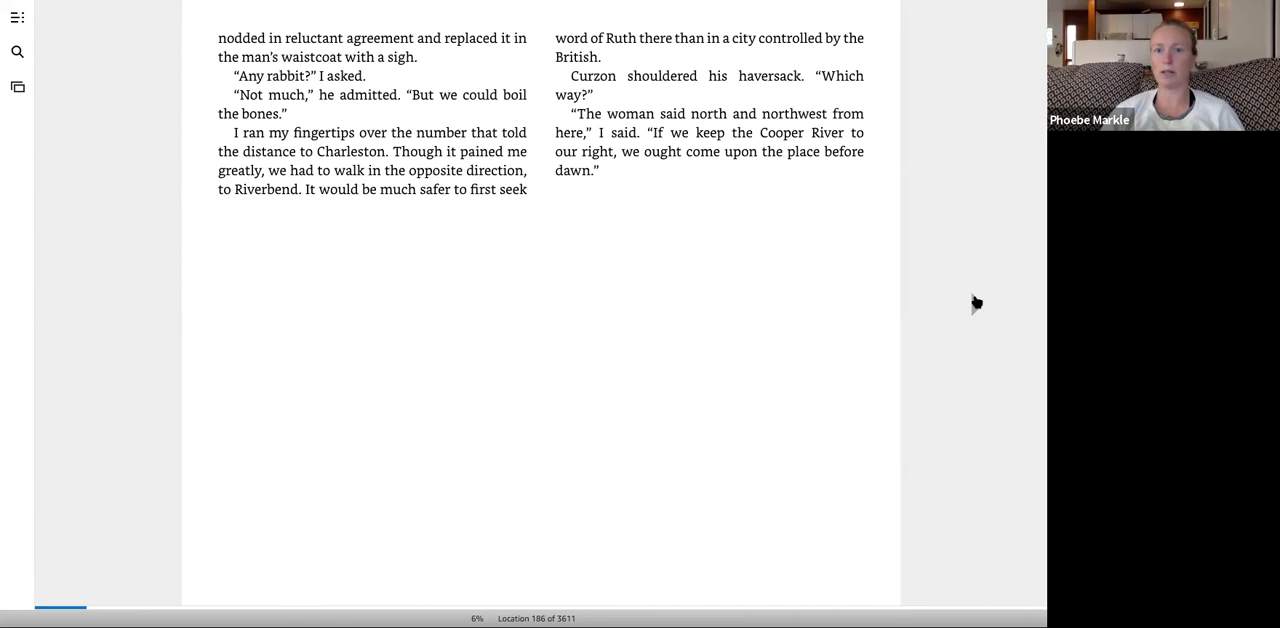 nodded in reluctant agreement and replaced it in
the man’s waistcoat with a sigh.
“Any rabbit?” I asked.
“Not much,” he admitted. “But we could boil
the bones.”
I ran my fingertips over the number that told
the distance to Charleston. Though it pained me
greatly, we had to walk in the opposite direction,
to Riverbend. It would be much safer to first seek
word of Ruth there than in a city controlled by the
British.
Curzon shouldered his haversack. “Which
way?”
“The woman said north and northwest from
here,” I said. “If we keep the Cooper River to
our right, we ought come upon the place before
dawn.”
Phoebe Markle
6% Location 186 of 3611